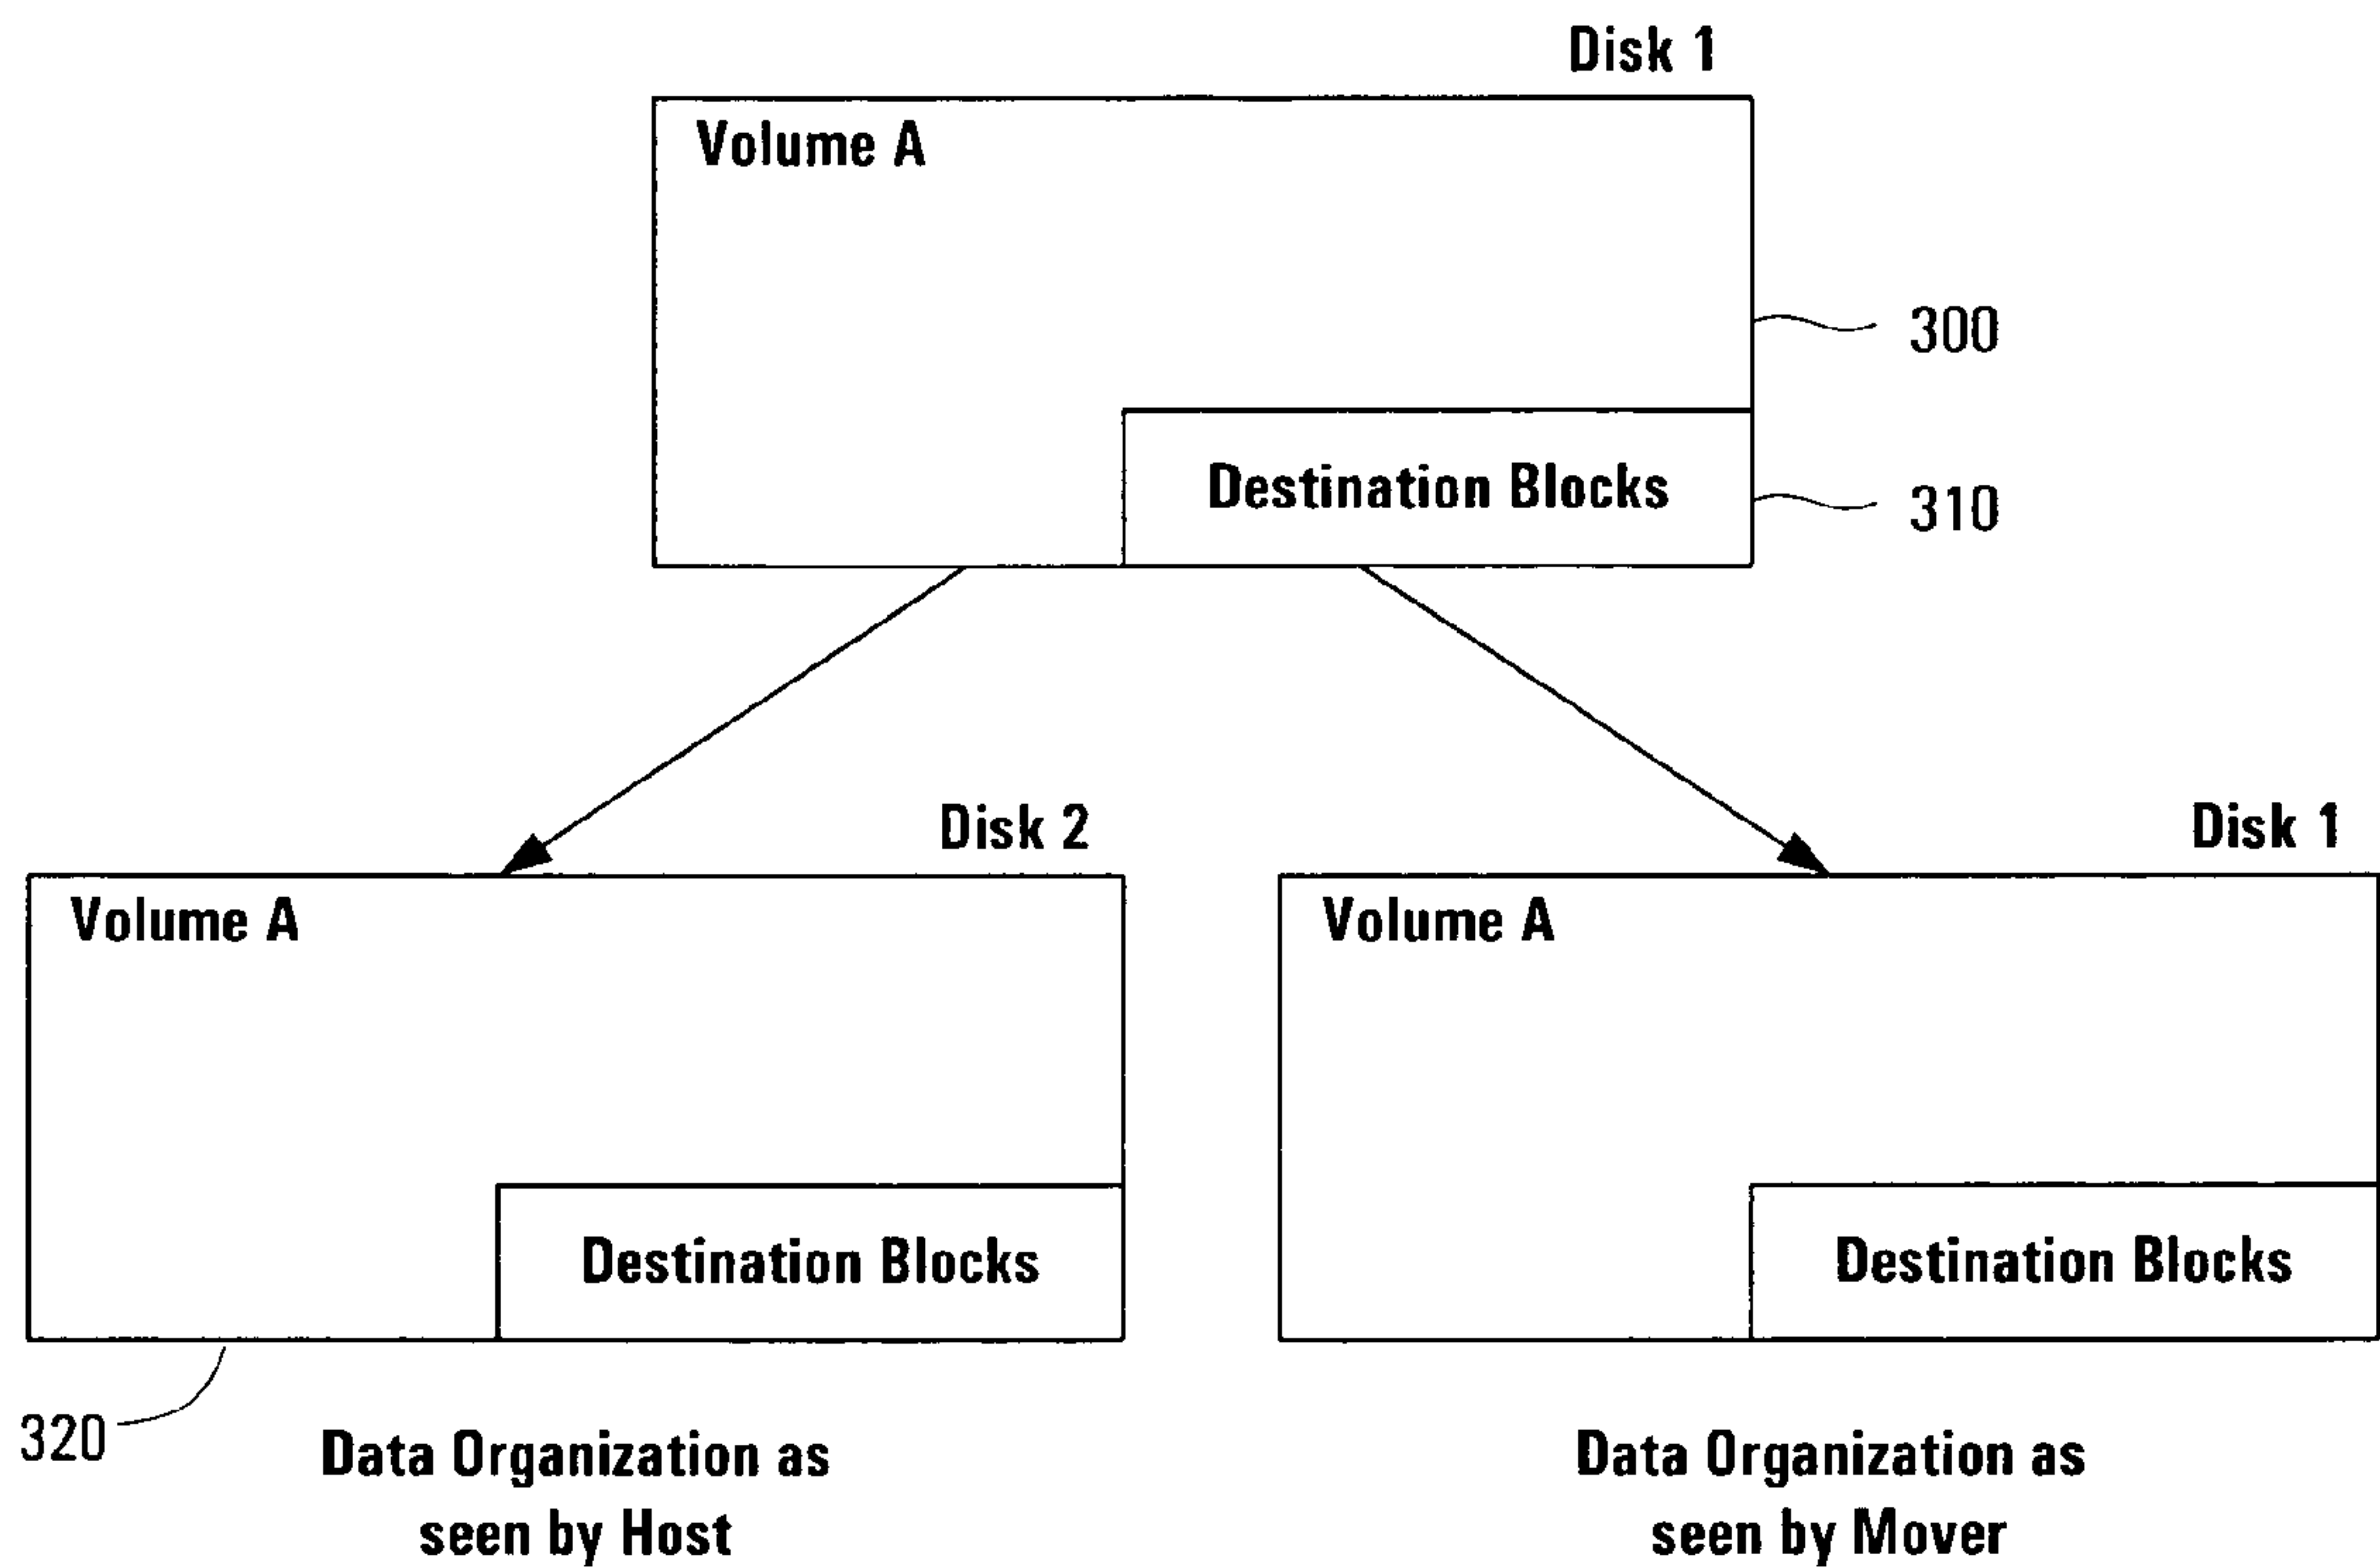 Disk 1
Volume A
300
Destination Blocks
310
Disk 2
Disk 1
Volume A
Volume A
Destination Blocks
Destination Blocks
320
Data Organization as
seen by Host
Data Organization as
seen by Mover